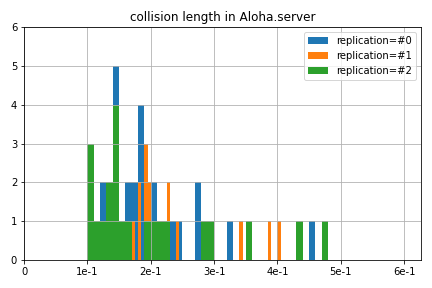 collision length in Aloha.server
replication=#0
replication=#1
replication=#2
6
5
4
3
2
1
0
0 1e-1 2e-1 3e-1 4e-1 5e-1 6e-1